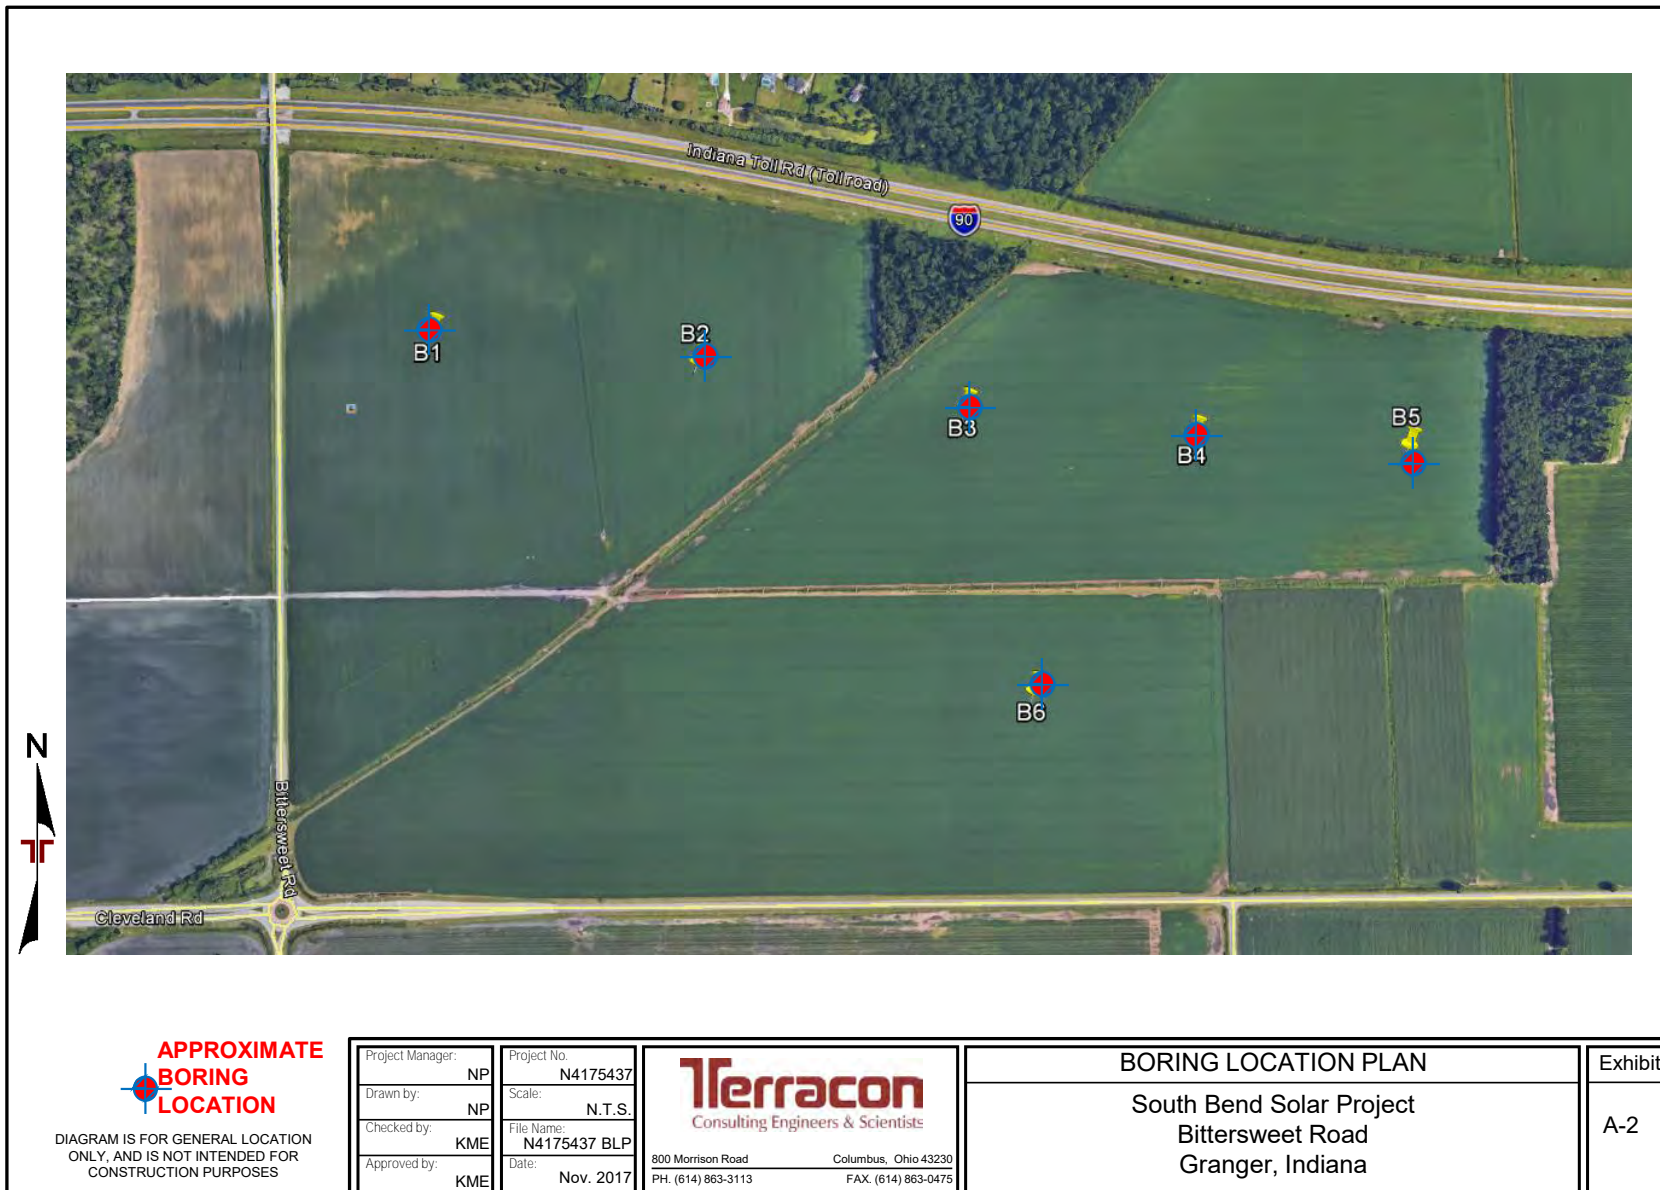 Indiana Toll Rd (Toll road)
90
B1
B2
B3
B4
B5
B6
N
Bittersweet Rd
Cleveland Rd
APPROXIMATE
BORING
LOCATION
DIAGRAM IS FOR GENERAL LOCATION
ONLY, AND IS NOT INTENDED FOR
CONSTRUCTION PURPOSES
Project Manager:
NP
Drawn by:
NP
Checked by:
KME
Approved by:
KME
Project No.
N4175437
Scale:
N.T.S.
File Name:
N4175437 BLP
Date:
Nov. 2017
Terracon
Consulting Engineers & Scientists
800 Morrison Road Columbus, Ohio 43230
PH. (614) 863-3113 FAX. (614) 863-0475
BORING LOCATION PLAN
South Bend Solar Project
Bittersweet Road
Granger, Indiana
Exhibit
A-2